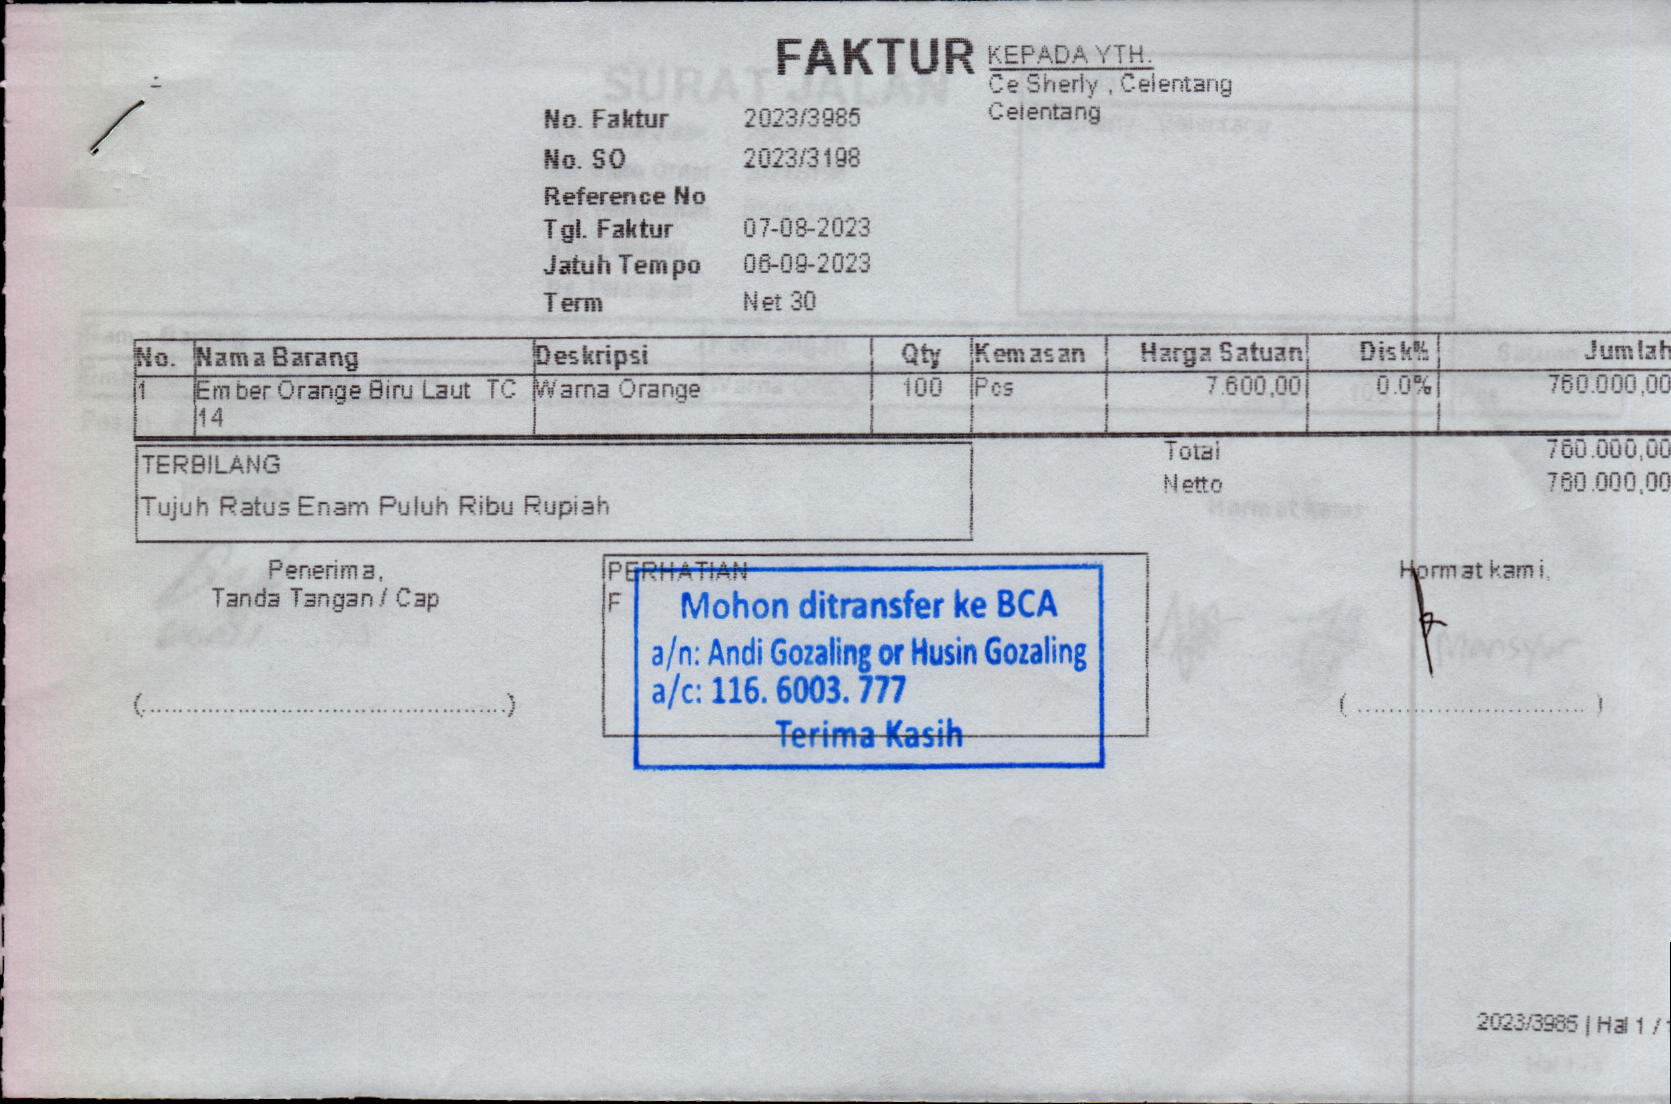 FAKTUR
KEPADA YTH.
Ce Sherly , Celentang
Celentang
No. Faktur 2023/3985
No. SO 2023/3198
Reference No
Tgl. Faktur 07-08-2023
Jatuh Tempo 06-09-2023
Term Net 30
No. Nama Barang Deskripsi Qty Kemasan Harga Satuan Disk% Jumlah
1 Ember Orange Biru Laut TC Warna Orange 100 Pcs 7.600,00 0.0% 760.000,00
14
Total 760.000,00
Netto 760.000,00
TERBILANG
Tujuh Ratus Enam Puluh Ribu Rupiah
Penerima,
Tanda Tangan / Cap
(................................................)
PERHATIAN
F
Mohon ditransfer ke BCA
a/n: Andi Gozaling or Husin Gozaling
a/c: 116. 6003. 777
Terima Kasih
Hormat kami,
( .............................. )
2023/3985 | Hal 1 / 1